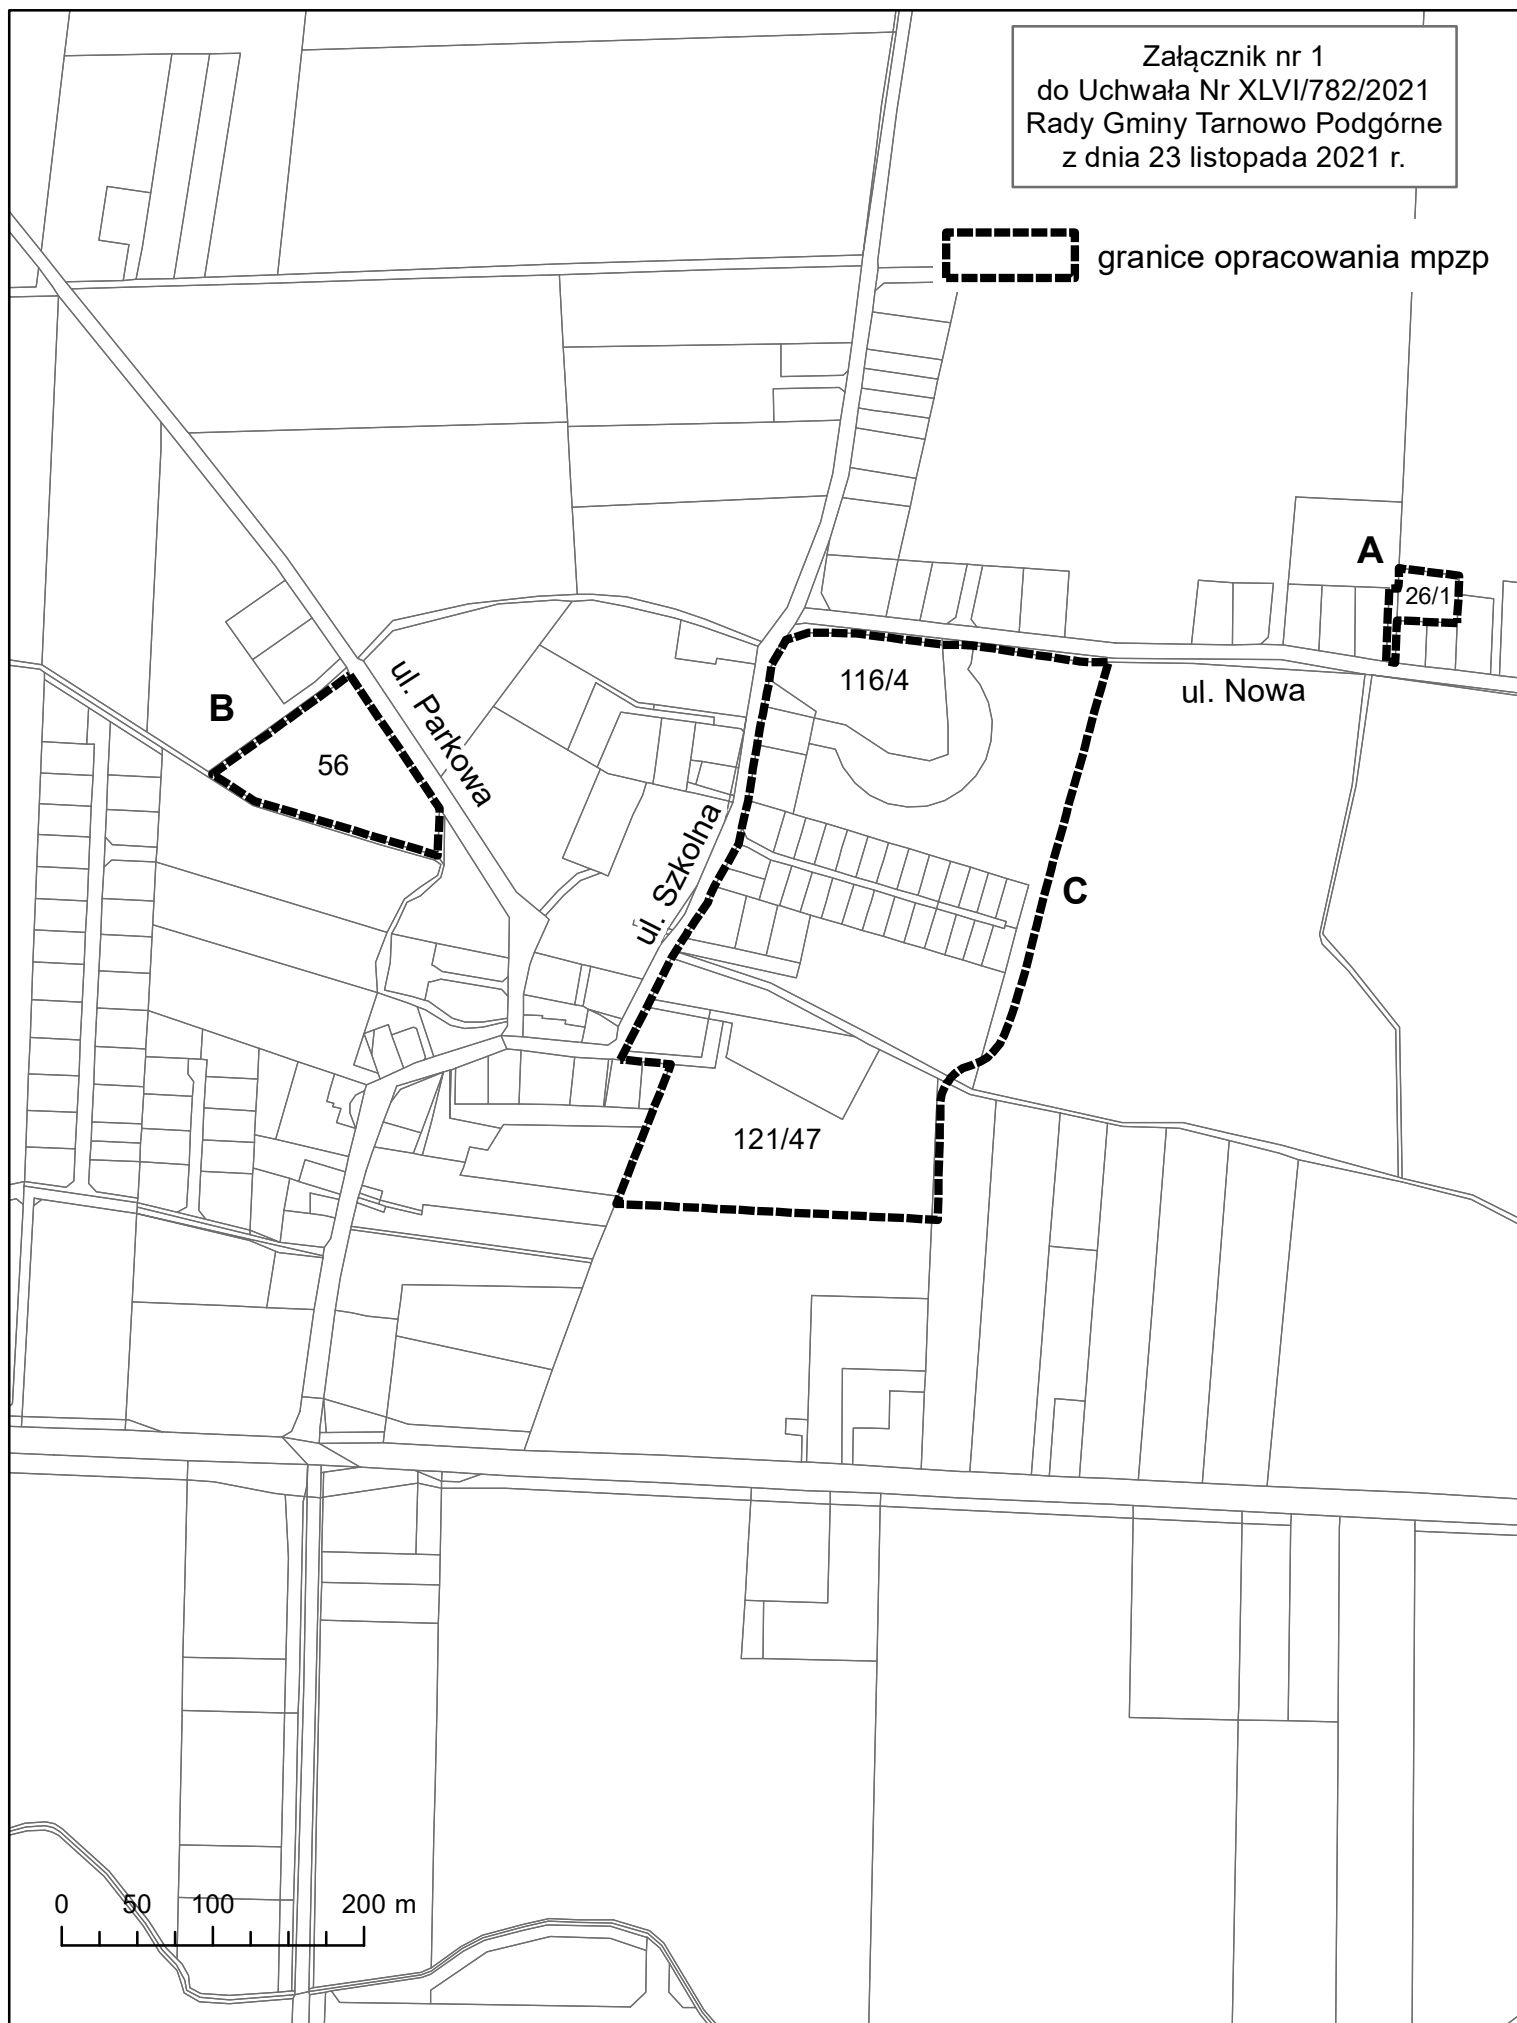 Załącznik nr 1
do Uchwała Nr XLVI/782/2021
Rady Gminy Tarnowo Podgórne
z dnia 23 listopada 2021 r.
granice opracowania mpzp
A
26/1
ul. Nowa
116/4
ul. Parkowa
B
56
ul. Szkolna
C
121/47
0 50 100 200 m